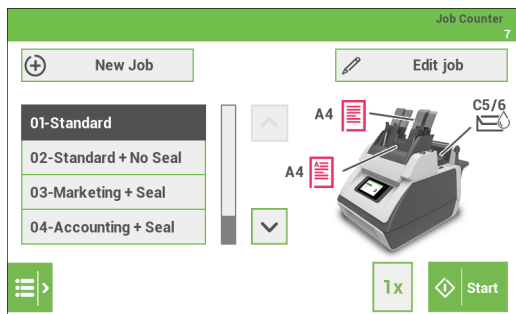 Job Counter
7
New Job
Edit job
01-Standard
02-Standard + No Seal
03-Marketing + Seal
04-Accounting + Seal
A4
C5/6
A4
A
1x
Start